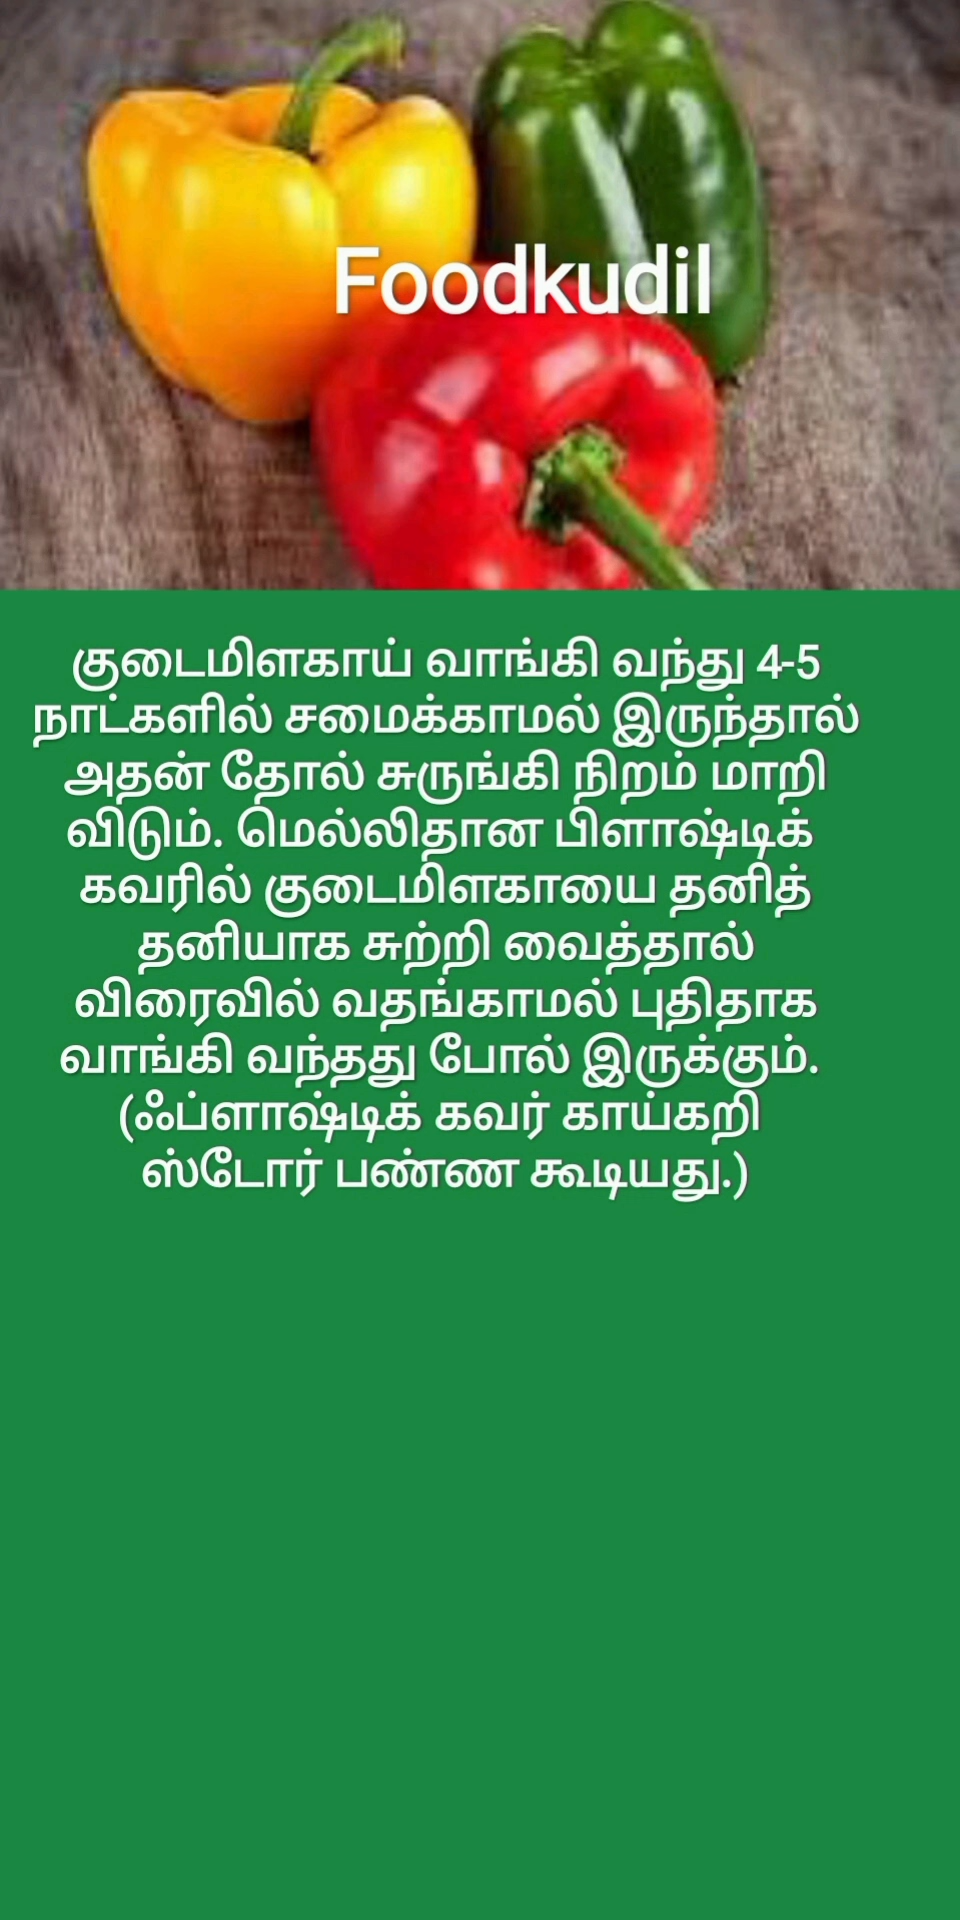 Foodkudil
குடைமிளகாய் வாங்கி வந்து 4-5
நாட்களில் சமைக்காமல் இருந்தால்
அதன் தோல் சுருங்கி நிறம் மாறி
விடும். மெல்லிதான பிளாஷ்டிக்
கவரில் குடைமிளகாயை தனித்
தனியாக சுற்றி வைத்தால்
விரைவில் வதங்காமல் புதிதாக
வாங்கி வந்தது போல் இருக்கும்.
(ஃப்ளாஷ்டிக் கவர் காய்கறி
ஸ்டோர் பண்ண கூடியது.)